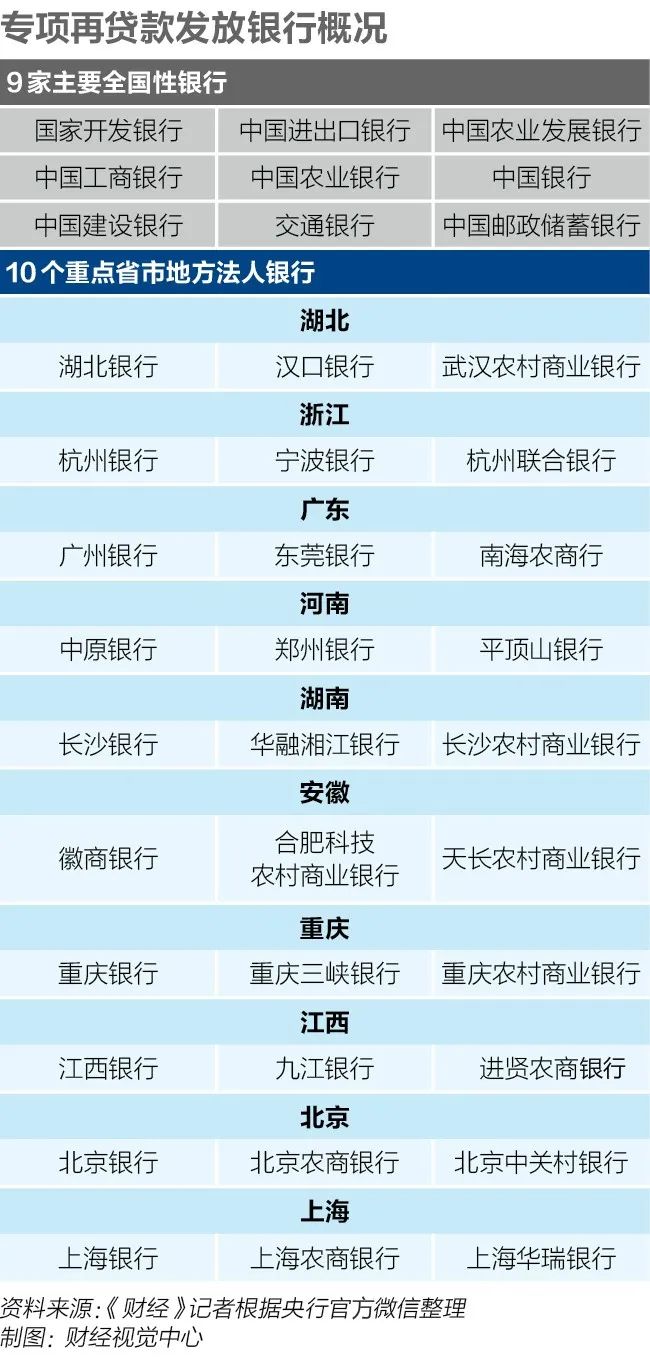 专项再贷款发放银行概况
9家主要全国性银行
国家开发银行 中国进出口银行 中国农业发展银行
中国工商银行 中国农业银行 中国银行
中国建设银行 交通银行 中国邮政储蓄银行
10个重点省市地方法人银行
湖北
湖北银行 汉口银行 武汉农村商业银行
浙江
杭州银行 宁波银行 杭州联合银行
广东
广州银行 东莞银行 南海农商行
河南
中原银行 郑州银行 平顶山银行
湖南
长沙银行 华融湘江银行 长沙农村商业银行
安徽
徽商银行 合肥科技
农村商业银行 天长农村商业银行
重庆
重庆银行 重庆三峡银行 重庆农村商业银行
江西
江西银行 九江银行 进贤农商银行
北京
北京银行 北京农商银行 北京中关村银行
上海
上海银行 上海农商银行 上海华瑞银行
资料来源：《财经》记者根据央行官方微信整理
制图：财经视觉中心